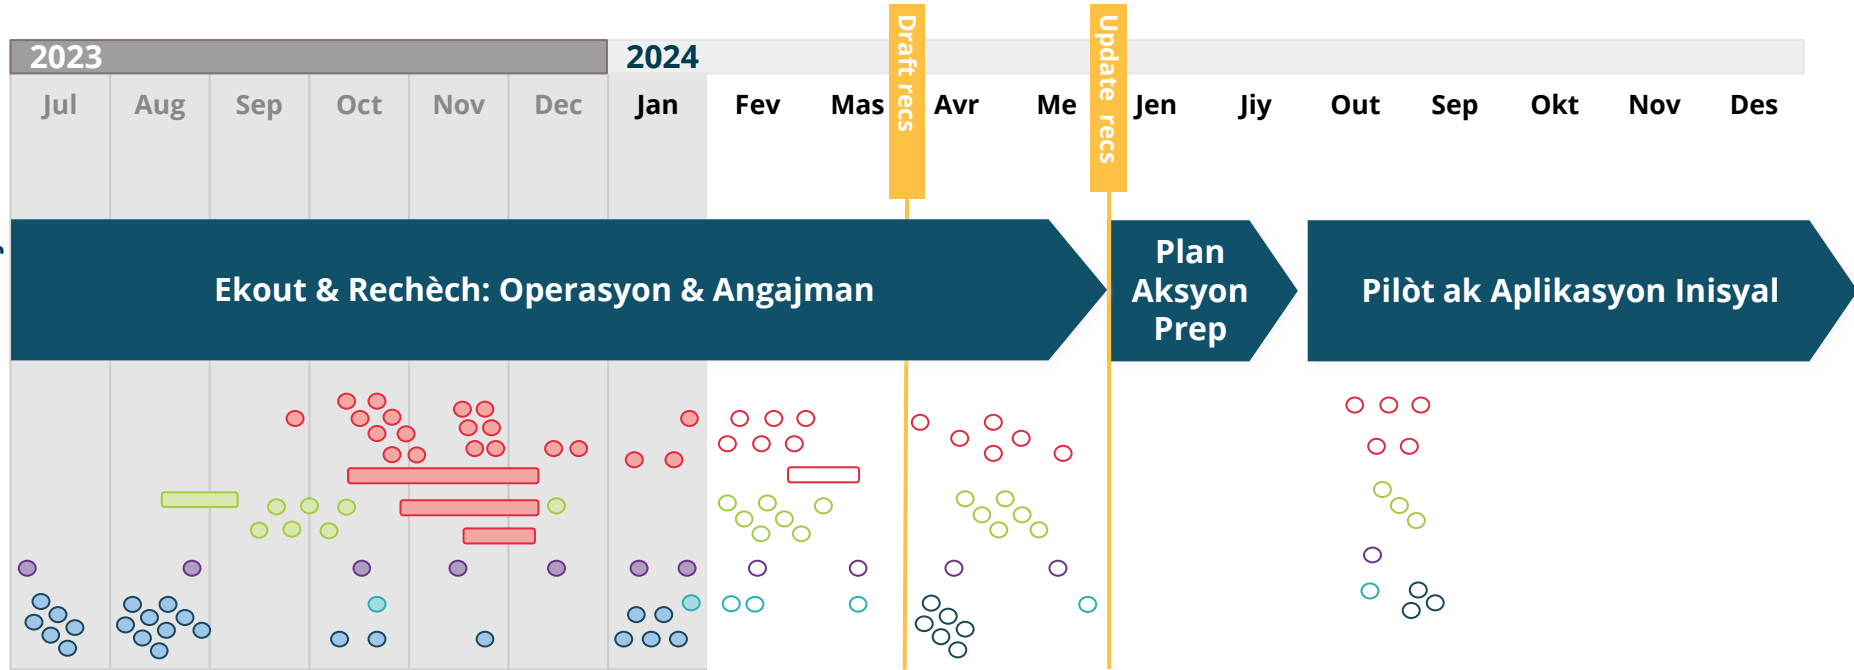 2023
2024
Jul
Aug
Sep
Oct
Nov
Dec
Jan
Fev
Mas
Avr
Me
Jen
Jiy
Out
Sep
Okt
Nov
Des
Draft recs
Update recs
Ekout & Rechèch: Operasyon & Angajman
Plan
Aksyon
Prep
Pilòt ak Aplikasyon Inisyal